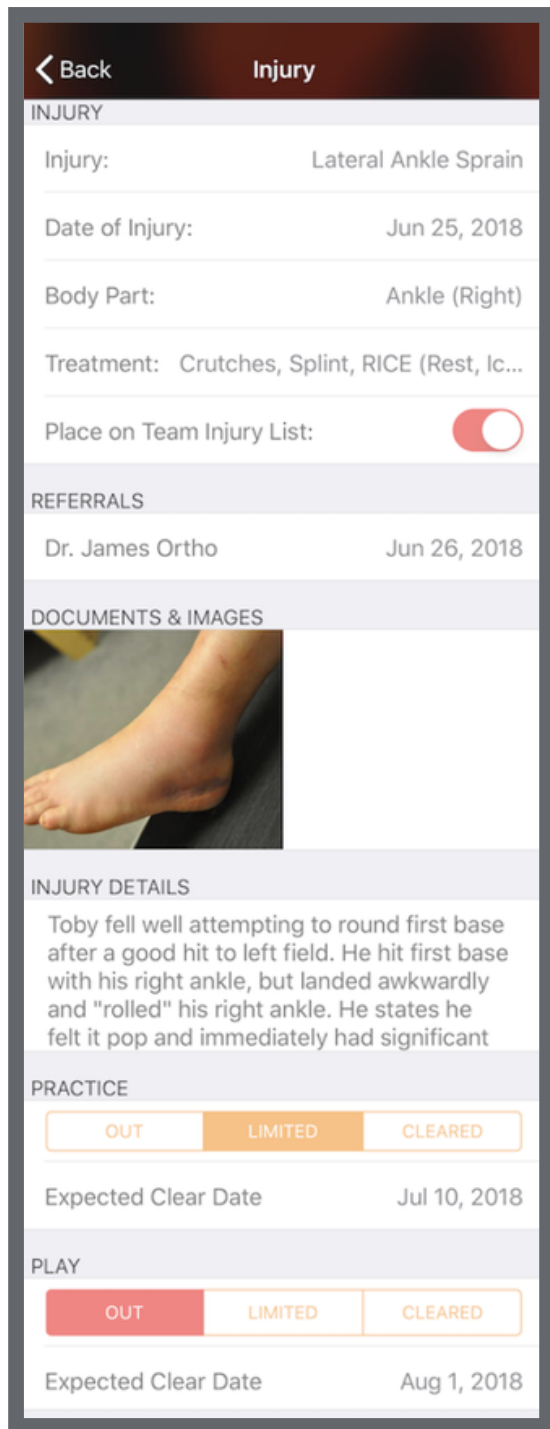 Back Injury
INJURY
Injury: Lateral Ankle Sprain
Date of Injury: Jun 25, 2018
Body Part: Ankle (Right)
Treatment: Crutches, Splint, RICE (Rest, Ic...
Place on Team Injury List:
REFERRALS
Dr. James Ortho Jun 26, 2018
DOCUMENTS & IMAGES
INJURY DETAILS
Toby fell well attempting to round first base
after a good hit to left field. He hit first base
with his right ankle, but landed awkwardly
and "rolled" his right ankle. He states he
felt it pop and immediately had significant
PRACTICE
OUT LIMITED CLEARED
Expected Clear Date Jul 10, 2018
PLAY
OUT LIMITED CLEARED
Expected Clear Date Aug 1, 2018